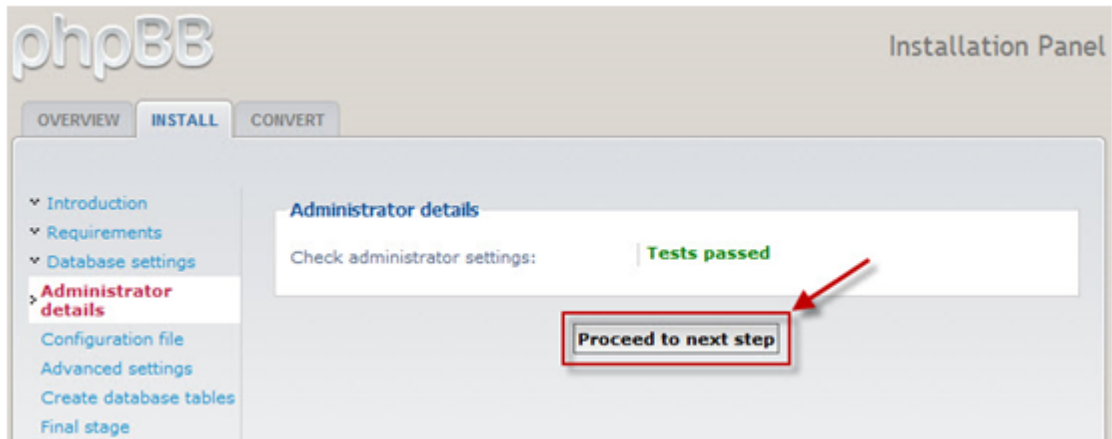 phpBB
Installation Panel
OVERVIEW INSTALL CONVERT
Introduction
Requirements
Database settings
Administrator
details
Configuration file
Advanced settings
Create database tables
Final stage
Administrator details
Check administrator settings: Tests passed
Proceed to next step